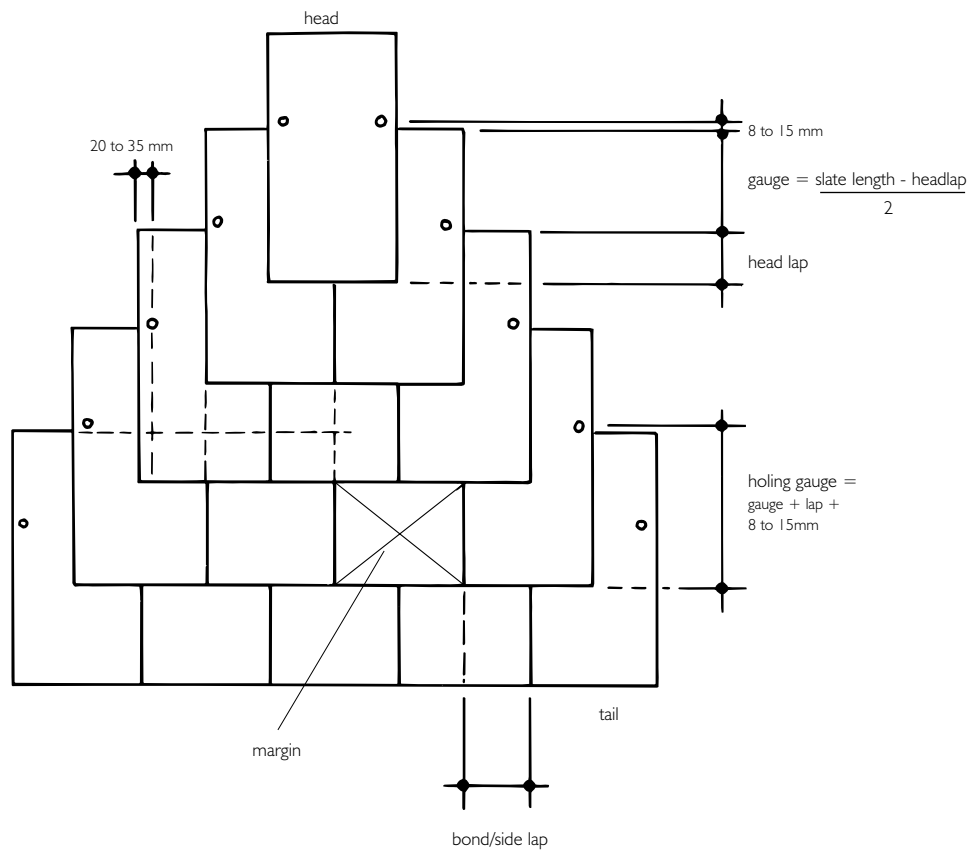 head
20 to 35 mm
8 to 15 mm
gauge = slate length - headlap
2
head lap
holing gauge =
gauge + lap +
8 to 15mm
tail
margin
bond/side lap